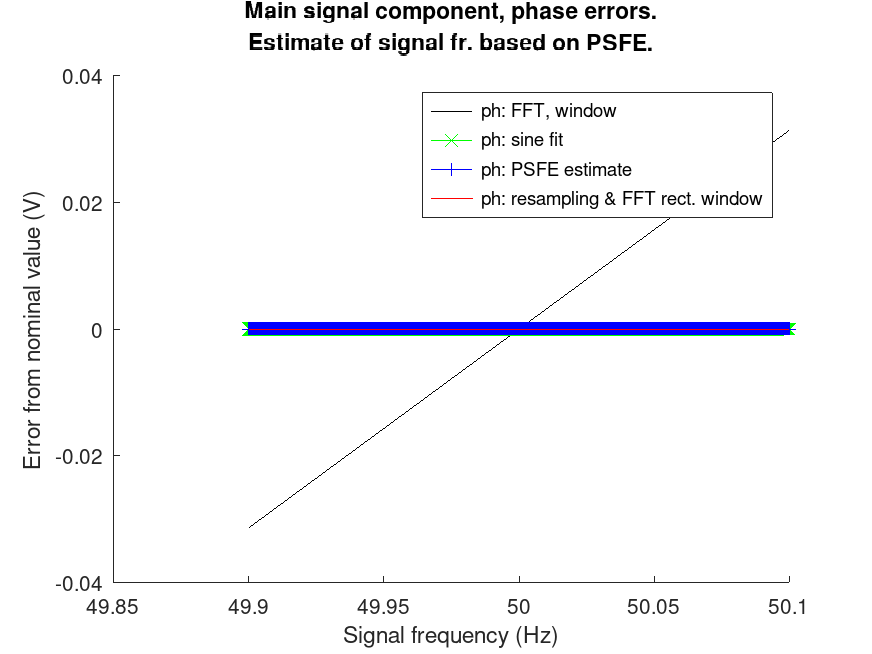 Main signal component, phase errors.
Estimate of signal fr. based on PSFE.
0.04
0.02
0
-0.02
-0.04
Error from nominal value (V)
ph: FFT, window
ph: sine fit
ph: PSFE estimate
ph: resampling & FFT rect. window
49.85
49.9
49.95
50
50.05
50.1
Signal frequency (Hz)